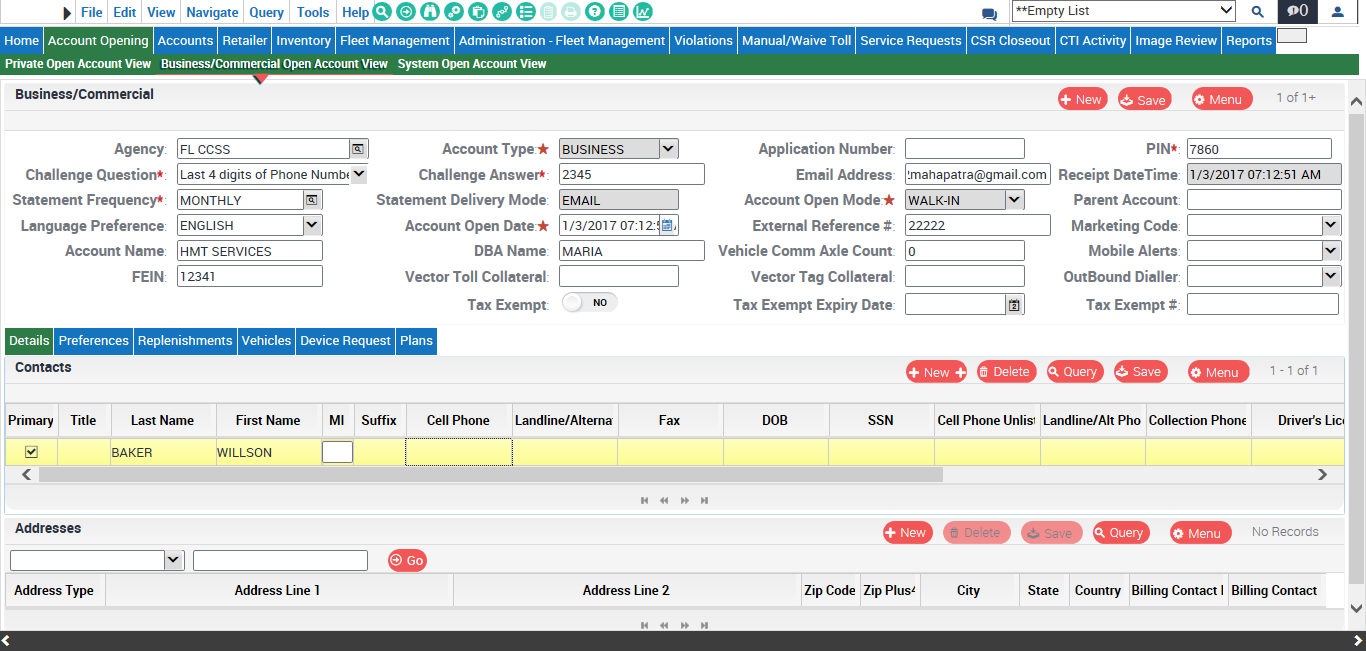 File Edit View Navigate Query Tools Help **Empty List 0
Home Account Opening Accounts Retailer Inventory Fleet Management Administration - Fleet Management Violations Manual/Waive Toll Service Requests CSR Closeout CTI Activity Image Review Reports
Private Open Account View Business/Commercial Open Account View System Open Account View
Business/Commercial New Save Menu 1 of 1+
Agency: FL CCSS Account Type:★ BUSINESS Application Number: PIN★: 7860
Challenge Question★: Last 4 digits of Phone Numbe Challenge Answer★: 2345 Email Address: mahapatra@gmail.com Receipt DateTime: 1/3/2017 07:12:51 AM
Statement Frequency★: MONTHLY Statement Delivery Mode: EMAIL Account Open Mode:★ WALK-IN Parent Account:
Language Preference: ENGLISH Account Open Date:★ 1/3/2017 07:12: External Reference #: 22222 Marketing Code:
Account Name: HMT SERVICES DBA Name: MARIA Vehicle Comm Axle Count: 0 Mobile Alerts:
FEIN: 12341 Vector Toll Collateral: Vector Tag Collateral: OutBound Dialler:
Tax Exempt: NO Tax Exempt Expiry Date: 2 Tax Exempt #:
Details Preferences Replenishments Vehicles Device Request Plans
Contacts New Delete Query Save Menu 1 - 1 of 1
Primary Title Last Name First Name MI Suffix Cell Phone Landline/Alterna Fax DOB SSN Cell Phone Unlist Landline/Alt Pho Collection Phone Driver's Lice
BAKER WILLSON
Addresses New Delete Save Query Menu No Records
Go
Address Type Address Line 1 Address Line 2 Zip Code Zip Plus4 City State Country Billing Contact I Billing Contact